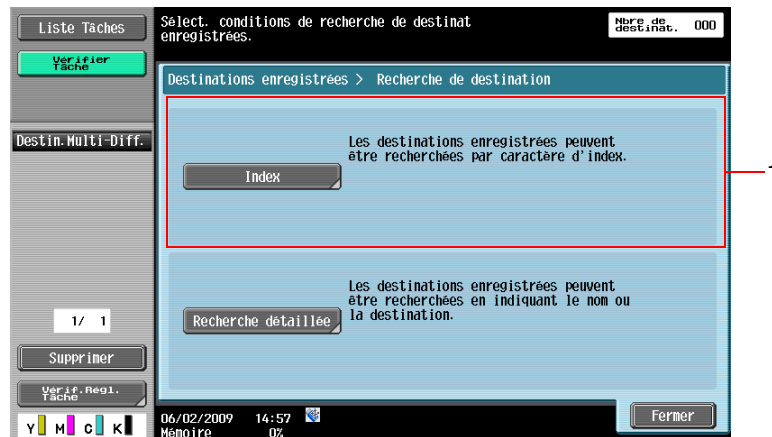 Liste Tâches
Vérifier
Tâche
Sélect. conditions de recherche de destinat
enregistrées.
Nbre de
destinat. 000
Destinations enregistrées > Recherche de destination
Destin.Multi-Diff.
Les destinations enregistrées peuvent
être recherchées par caractère d'index.
Index
Les destinations enregistrées peuvent
être recherchées en indiquant le nom ou
la destination.
Recherche détaillée
1/ 1
Supprimer
Vérif.Régl.
Tâche
Fermer
Y M C K
06/02/2009 14:57
Mémoire 0%